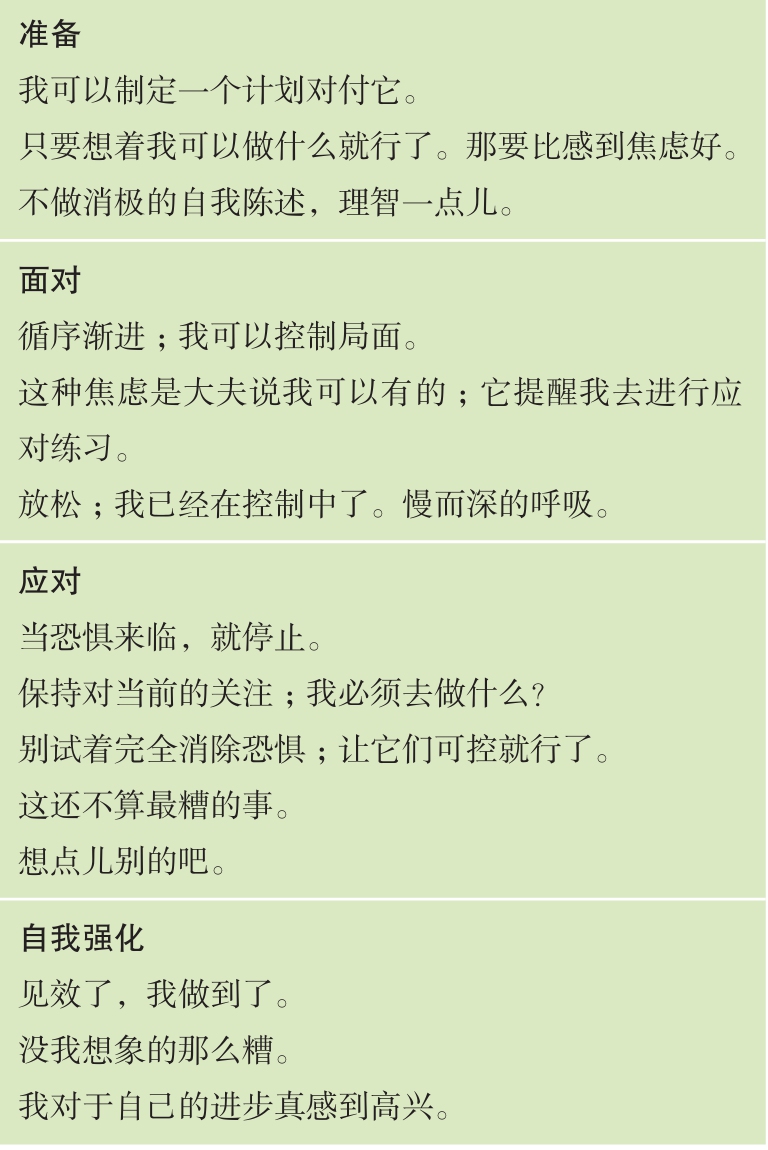 准备
我可以制定一个计划对付它。
只要想着我可以做什么就行了。那要比感到焦虑好。
不做消极的自我陈述，理智一点儿。
面对
循序渐进；我可以控制局面。
这种焦虑是大夫说我可以有的；它提醒我去进行应
对练习。
放松；我已经在控制中了。慢而深的呼吸。
应对
当恐惧来临，就停止。
保持对当前的关注；我必须去做什么？
别试着完全消除恐惧；让它们可控就行了。
这还不算最糟的事。
想点儿别的吧。
自我强化
见效了，我做到了。
没我想象的那么糟。
我对于自己的进步真感到高兴。